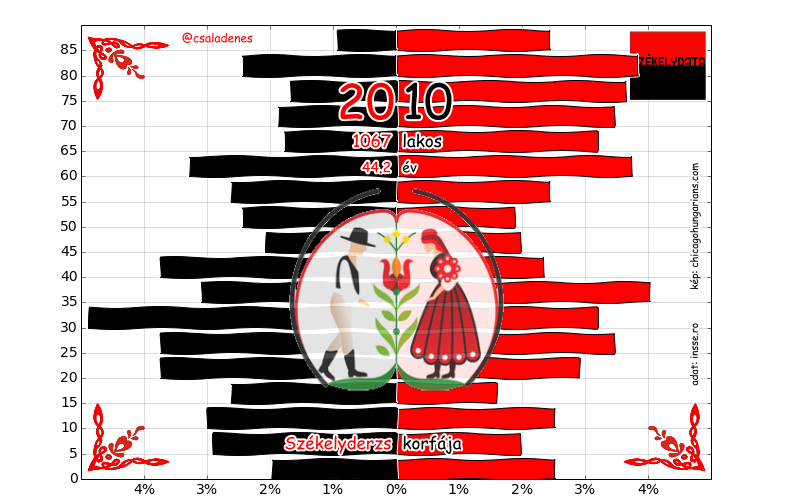 @csaladenes
SZÉKELYDATA
2010
1067 lakos
44.2 év
kép: chicagohungarians.com
adat: insse.ro
Székelyderzs korfája
85
80
75
70
65
60
55
50
45
40
35
30
25
20
15
10
5
0
4% 3% 2% 1% 0% 1% 2% 3% 4%